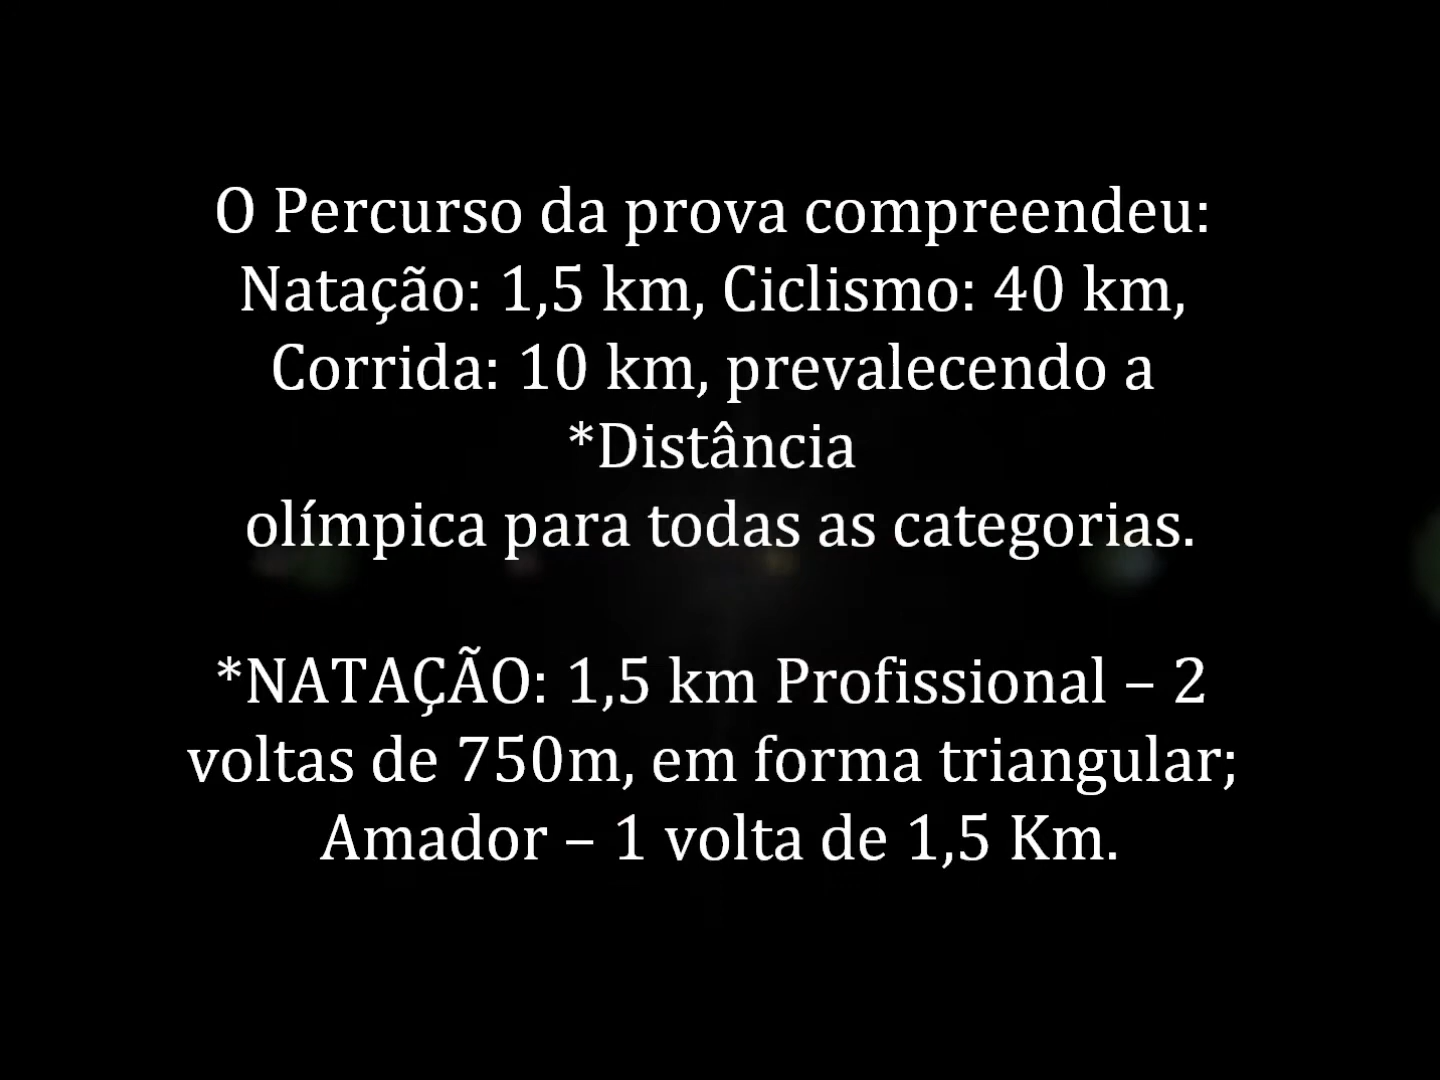 O Percurso da prova compreendeu:
Natação: 1,5 km, Ciclismo: 40 km,
Corrida: 10 km, prevalecendo a
*Distância
olímpica para todas as categorias.
*NATAÇÃO: 1,5 km Profissional – 2
voltas de 750m, em forma triangular;
Amador – 1 volta de 1,5 Km.